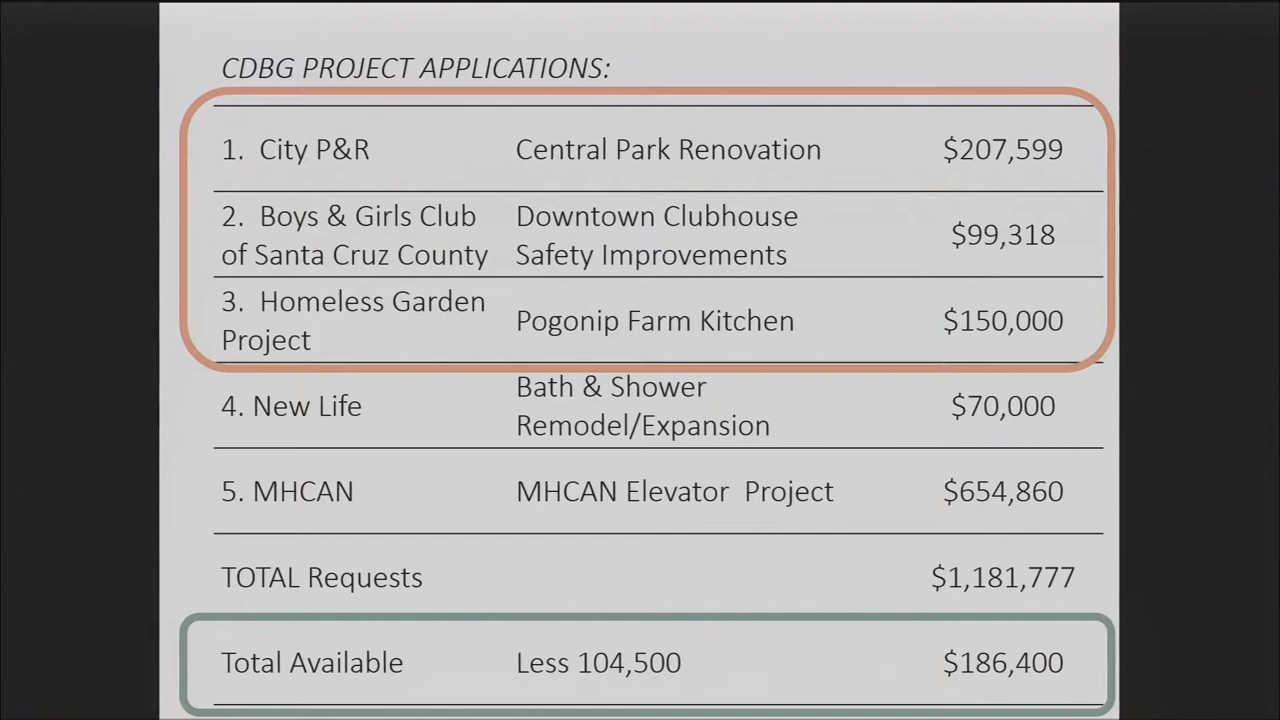 CDBG PROJECT APPLICATIONS:
1. City P&R Central Park Renovation $207,599
2. Boys & Girls Club Downtown Clubhouse
of Santa Cruz County Safety Improvements $99,318
3. Homeless Garden
Project Pogonip Farm Kitchen $150,000
4. New Life Bath & Shower
Remodel/Expansion $70,000
5. MHCAN MHCAN Elevator Project $654,860
TOTAL Requests $1,181,777
Total Available Less 104,500 $186,400